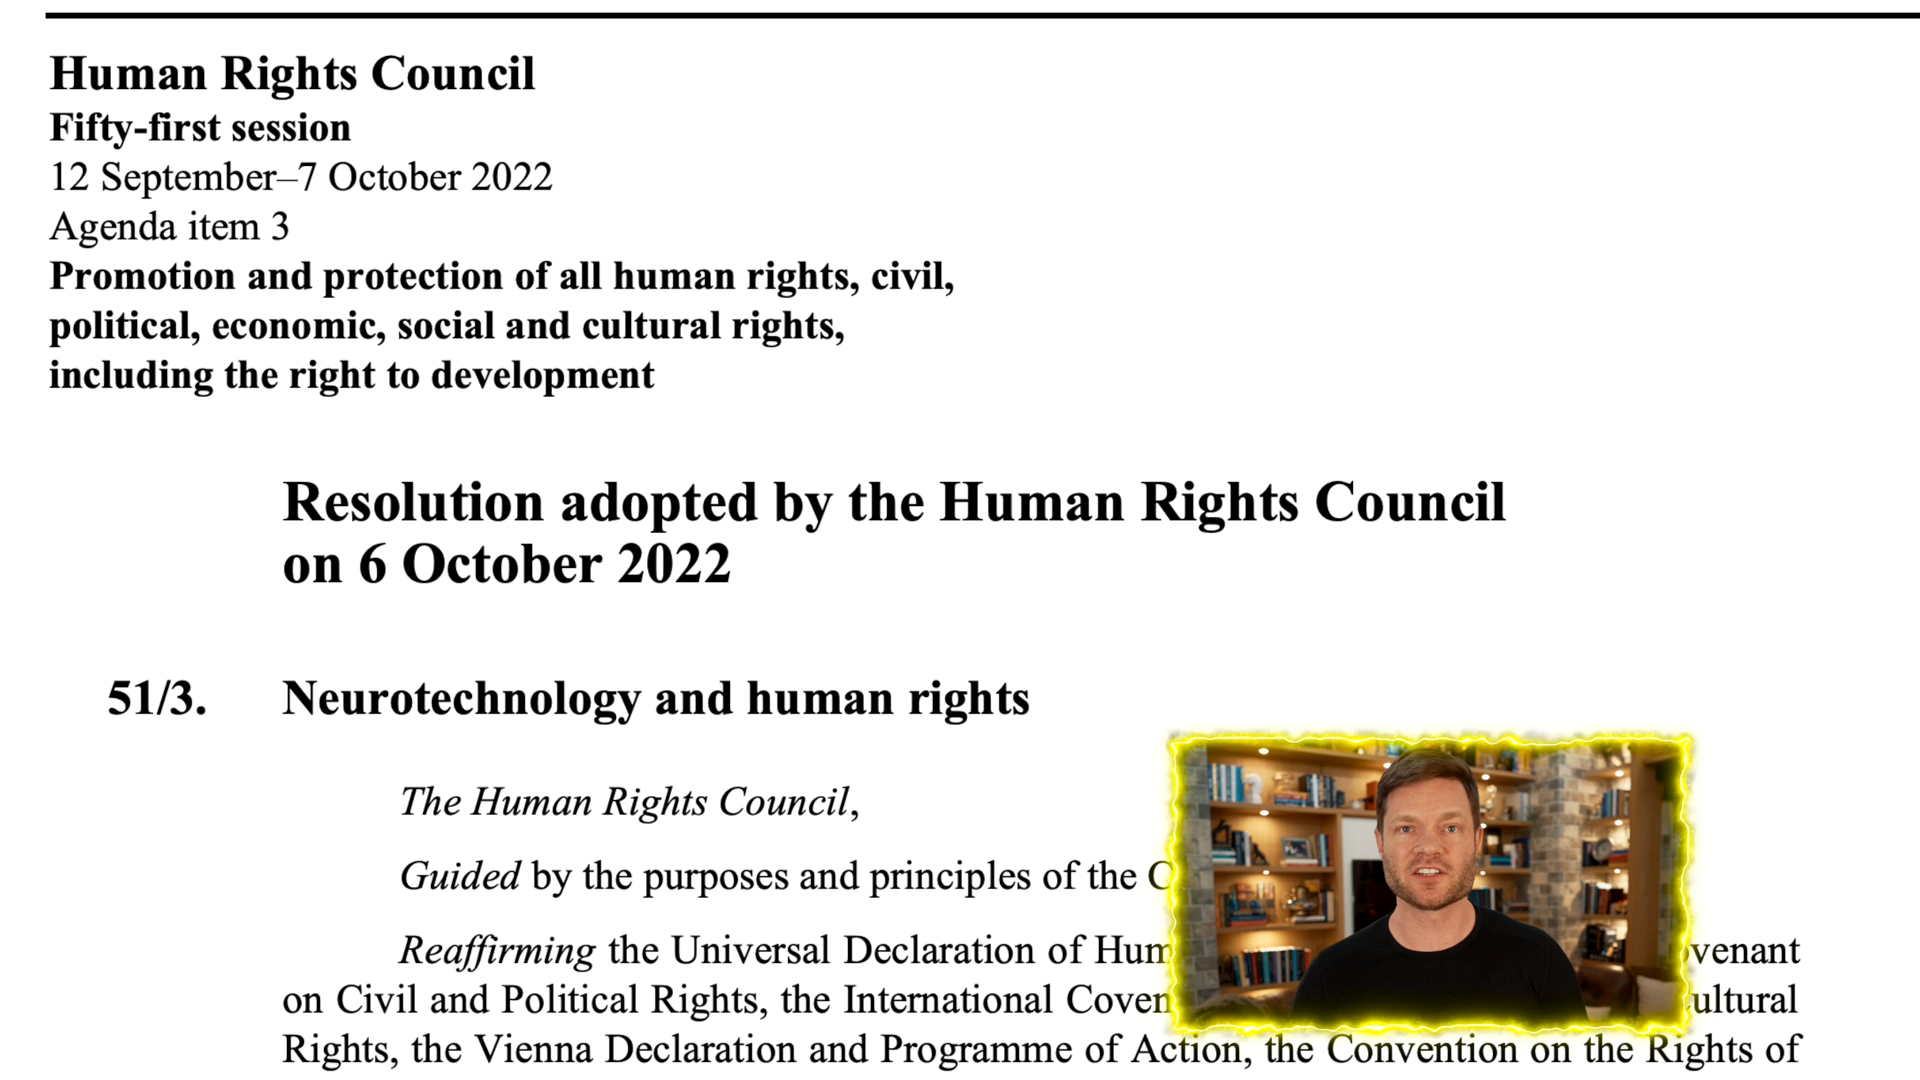 Human Rights Council
Fifty-first session
12 September–7 October 2022
Agenda item 3
Promotion and protection of all human rights, civil,
political, economic, social and cultural rights,
including the right to development
Resolution adopted by the Human Rights Council
on 6 October 2022
51/3. Neurotechnology and human rights
The Human Rights Council,
Guided by the purposes and principles of the
Reaffirming the Universal Declaration of
on Civil and Political Rights, the International
Rights, the Vienna Declaration and Programme of Action, the Convention on the Rights of